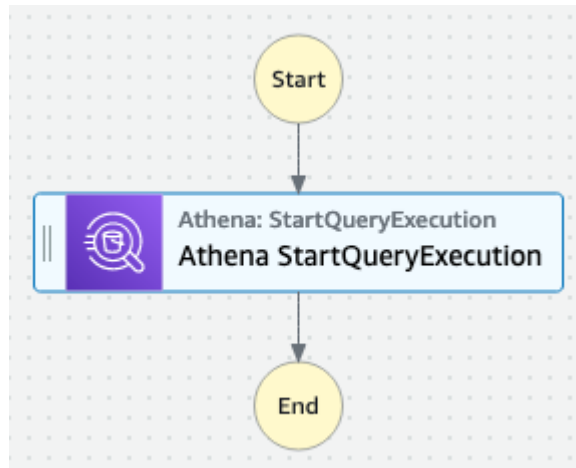 Start
Athena: StartQueryExecution
Athena StartQueryExecution
End